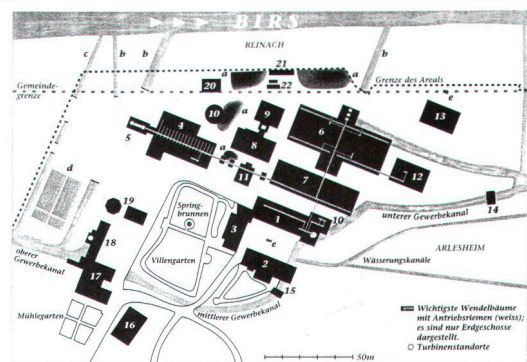 BIRS
REINACH
c b b b
Gemeinde-
grenze
Grenze des Areals
a 21 a
20 22
e
13
10 a 9
4 8 6
5
a
11 7 12
14
d
19
Spring-
brunnen
3 1 10
unterer Gewerbekanal
18
e
ARLESHEIM
oberer
Gewerbekanal
Villengarten
2
Wässerungskanäle
17
15
mittlerer Gewerbekanal
Mühlegarten
16
Wichtigste Wendelbäume
mit Antriebsriemen (weiss);
es sind nur Erdgeschosse
dargestellt.
Turbinenstandorte
50m